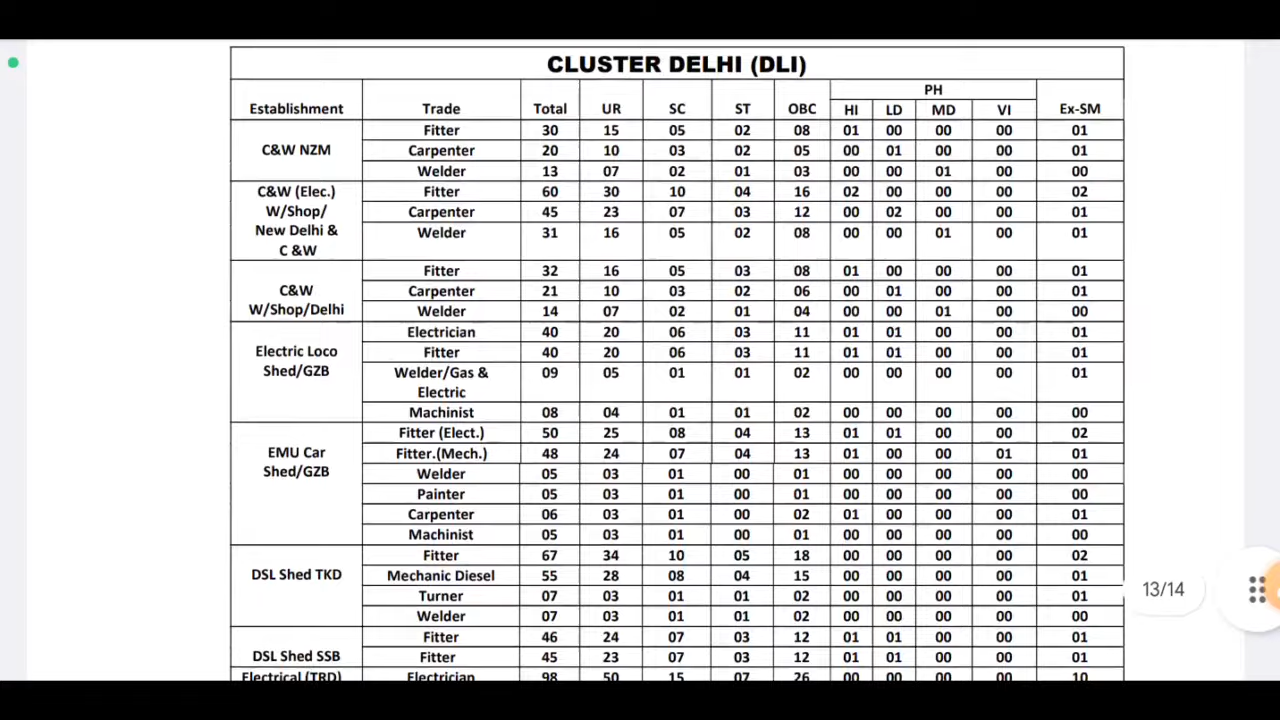 CLUSTER DELHI (DLI)
PH
Establishment Trade Total UR SC ST OBC HI LD MD VI Ex-SM
Fitter 30 15 05 02 08 01 00 00 00 01
C&W NZM Carpenter 20 10 03 02 05 00 01 00 00 01
Welder 13 07 02 01 03 00 00 01 00 00
C&W (Elec.) Fitter 60 30 10 04 16 02 00 00 00 02
W/Shop/ Carpenter 45 23 07 03 12 00 02 00 00 01
New Delhi & Welder 31 16 05 02 08 00 00 01 00 01
C &W
Fitter 32 16 05 03 08 01 00 00 00 01
C&W Carpenter 21 10 03 02 06 00 01 00 00 01
W/Shop/Delhi Welder 14 07 02 01 04 00 00 01 00 00
Electrician 40 20 06 03 11 01 01 00 00 01
Electric Loco Fitter 40 20 06 03 11 01 01 00 00 01
Shed/GZB Welder/Gas & 09 05 01 01 02 00 00 00 00 01
Electric
Machinist 08 04 01 01 02 00 00 00 00 00
Fitter (Elect.) 50 25 08 04 13 01 01 00 00 02
EMU Car Fitter.(Mech.) 48 24 07 04 13 01 00 00 01 01
Shed/GZB Welder 05 03 01 00 01 00 00 00 00 00
Painter 05 03 01 00 01 00 00 00 00 00
Carpenter 06 03 01 00 02 01 00 00 00 01
Machinist 05 03 01 00 01 00 00 00 00 00
Fitter 67 34 10 05 18 00 00 00 00 02
DSL Shed TKD Mechanic Diesel 55 28 08 04 15 00 00 00 00 01
Turner 07 03 01 01 02 00 00 00 00 01
Welder 07 03 01 01 02 00 00 00 00 00
Fitter 46 24 07 03 12 01 01 00 00 01
DSL Shed SSB Fitter 45 23 07 03 12 01 01 00 00 01
Electrical (TRD) Electrician 98 50 15 07 26 00 00 00 00 10
13/14